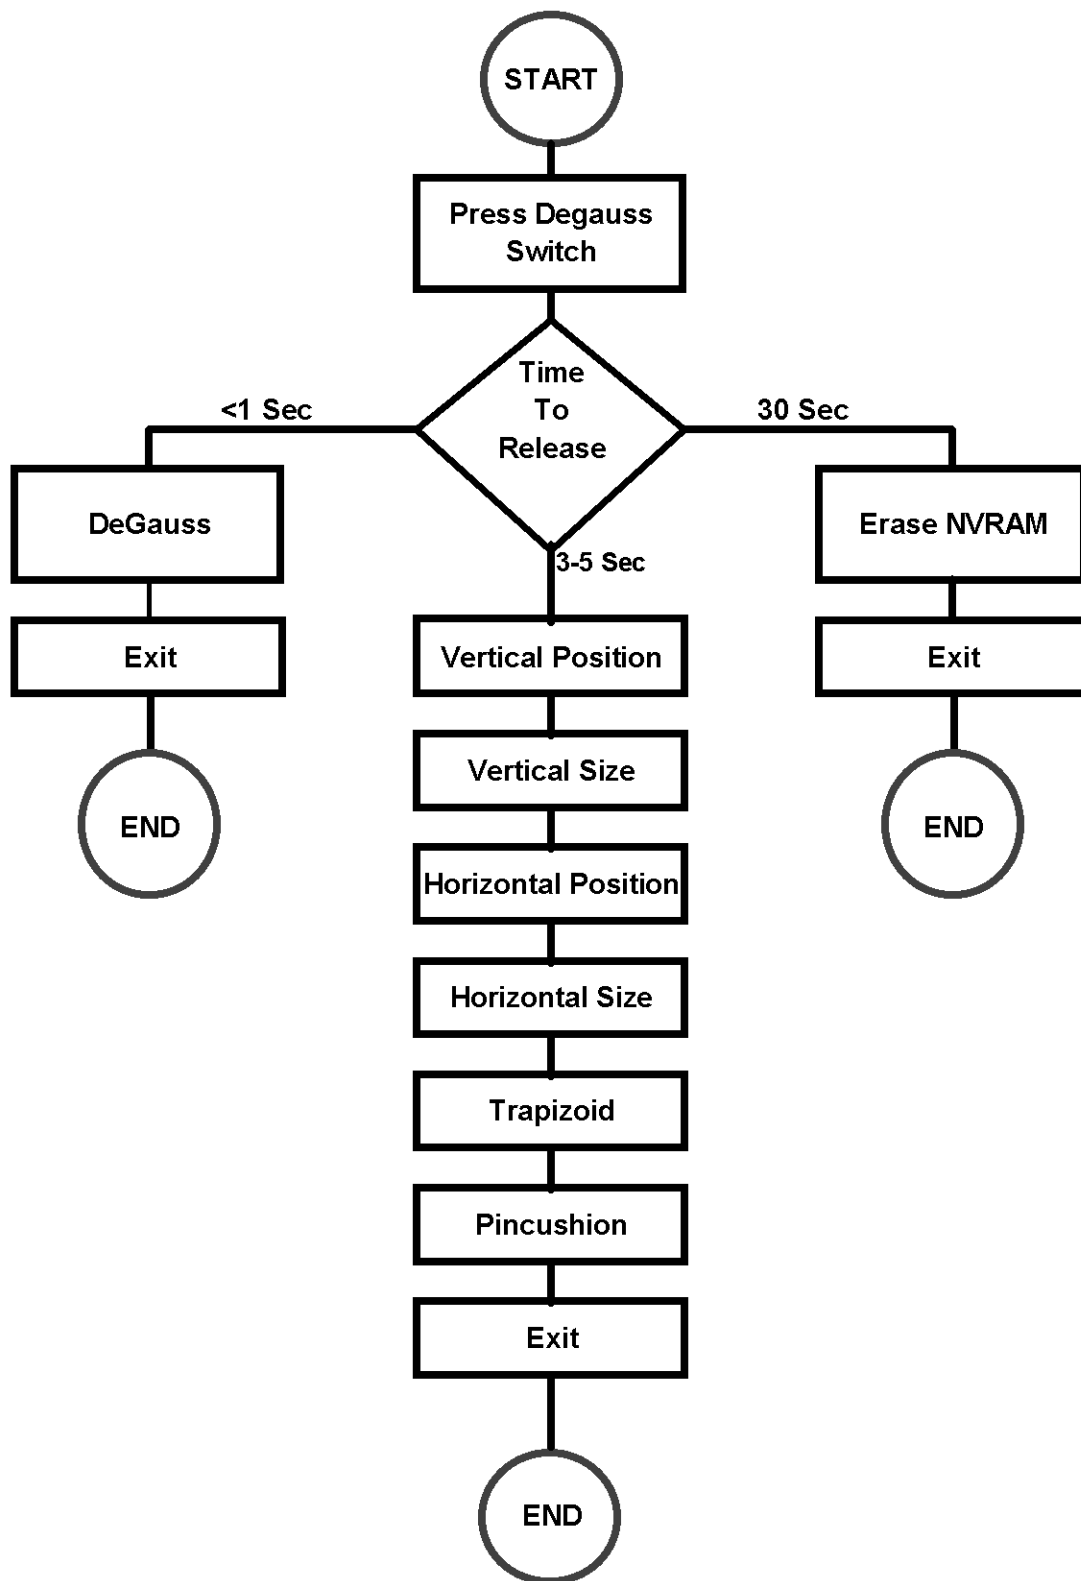 START
Press Degauss
Switch
Time
To
Release
<1 Sec
30 Sec
3-5 Sec
DeGauss
Erase NVRAM
Exit
Vertical Position
Exit
Vertical Size
END
END
Horizontal Position
Horizontal Size
Trapizoid
Pincushion
Exit
END